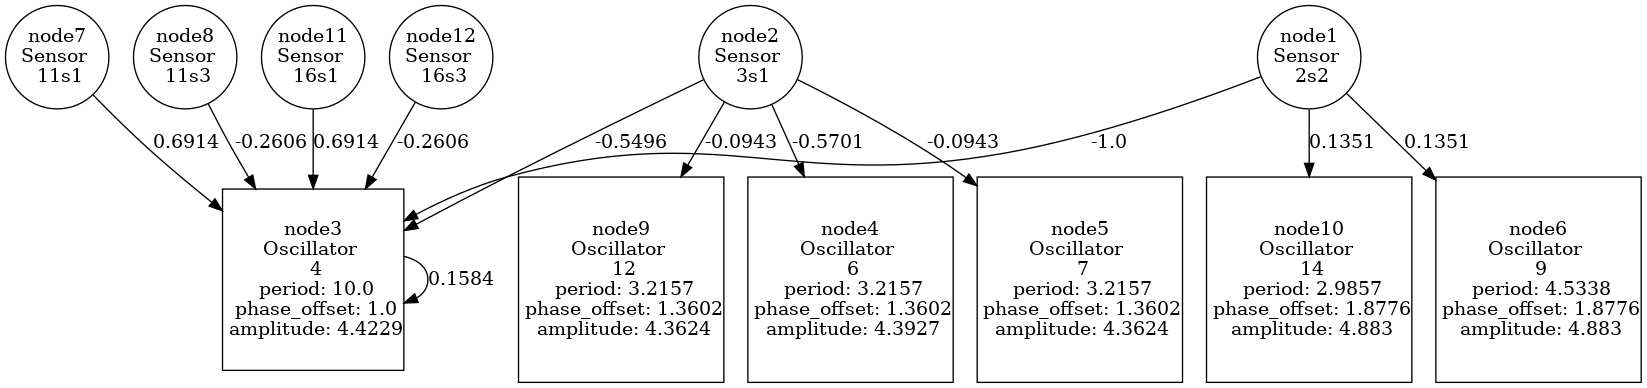 node7
Sensor
11s1
node8
Sensor
11s3
node11
Sensor
16s1
node12
Sensor
16s3
node2
Sensor
3s1
node1
Sensor
2s2
0.6914
-0.2606
0.6914
-0.2606
-0.5496
-0.0943
-0.5701
-0.0943
-1.0
0.1351
0.1351
node3
Oscillator
4
period: 10.0
phase_offset: 1.0
amplitude: 4.4229
0.1584
node9
Oscillator
12
period: 3.2157
phase_offset: 1.3602
amplitude: 4.3624
node4
Oscillator
6
period: 3.2157
phase_offset: 1.3602
amplitude: 4.3927
node5
Oscillator
7
period: 3.2157
phase_offset: 1.3602
amplitude: 4.3624
node10
Oscillator
14
period: 2.9857
phase_offset: 1.8776
amplitude: 4.883
node6
Oscillator
9
period: 4.5338
phase_offset: 1.8776
amplitude: 4.883